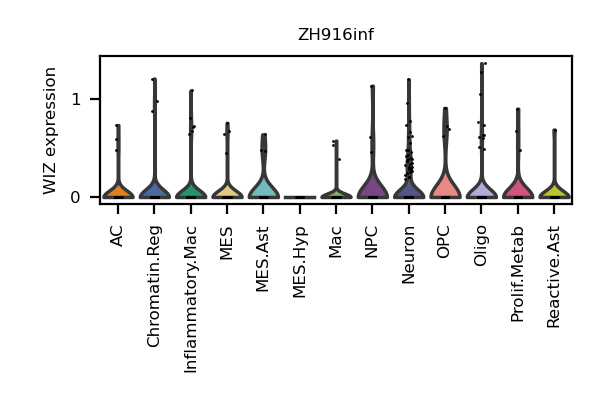 ZH916inf
WIZ expression
1
0
AC
Chromatin.Reg
Inflammatory.Mac
MES
MES.Ast
MES.Hyp
Mac
NPC
Neuron
OPC
Oligo
Prolif.Metab
Reactive.Ast